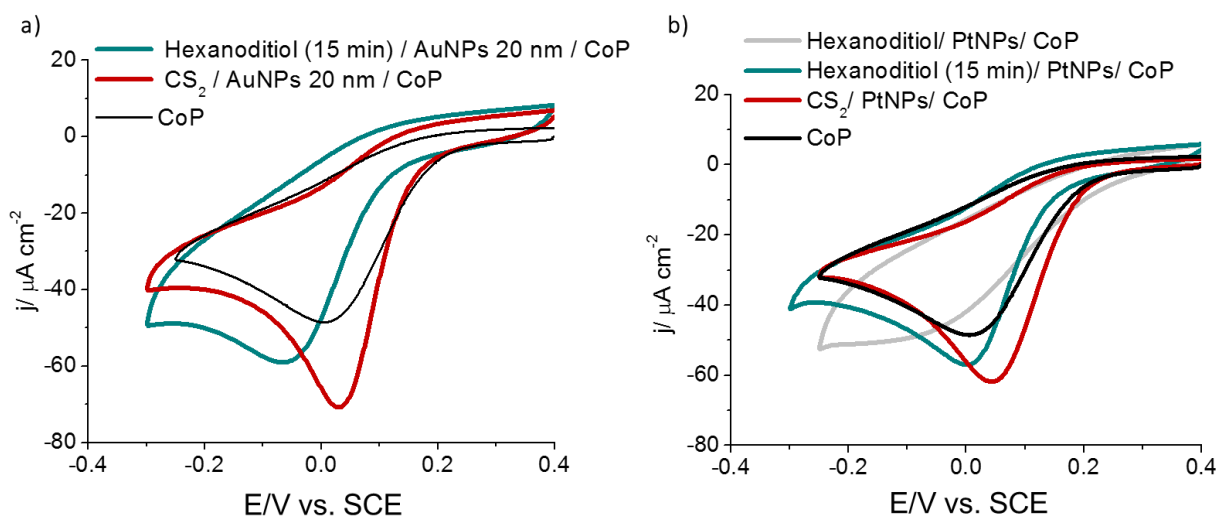 a)
Hexanoditiol (15 min) / AuNPs 20 nm / CoP
CS₂ / AuNPs 20 nm / CoP
CoP
20
0
-20
-40
-60
-80
-0.4
-0.2
0.0
0.2
0.4
j/ µA cm⁻²
E/V vs. SCE
b)
Hexanoditiol/ PtNPs/ CoP
Hexanoditiol (15 min)/ PtNPs/ CoP
CS₂/ PtNPs/ CoP
CoP
20
0
-20
-40
-60
-80
-0.4
-0.2
0.0
0.2
0.4
j/ µA cm⁻²
E/V vs. SCE